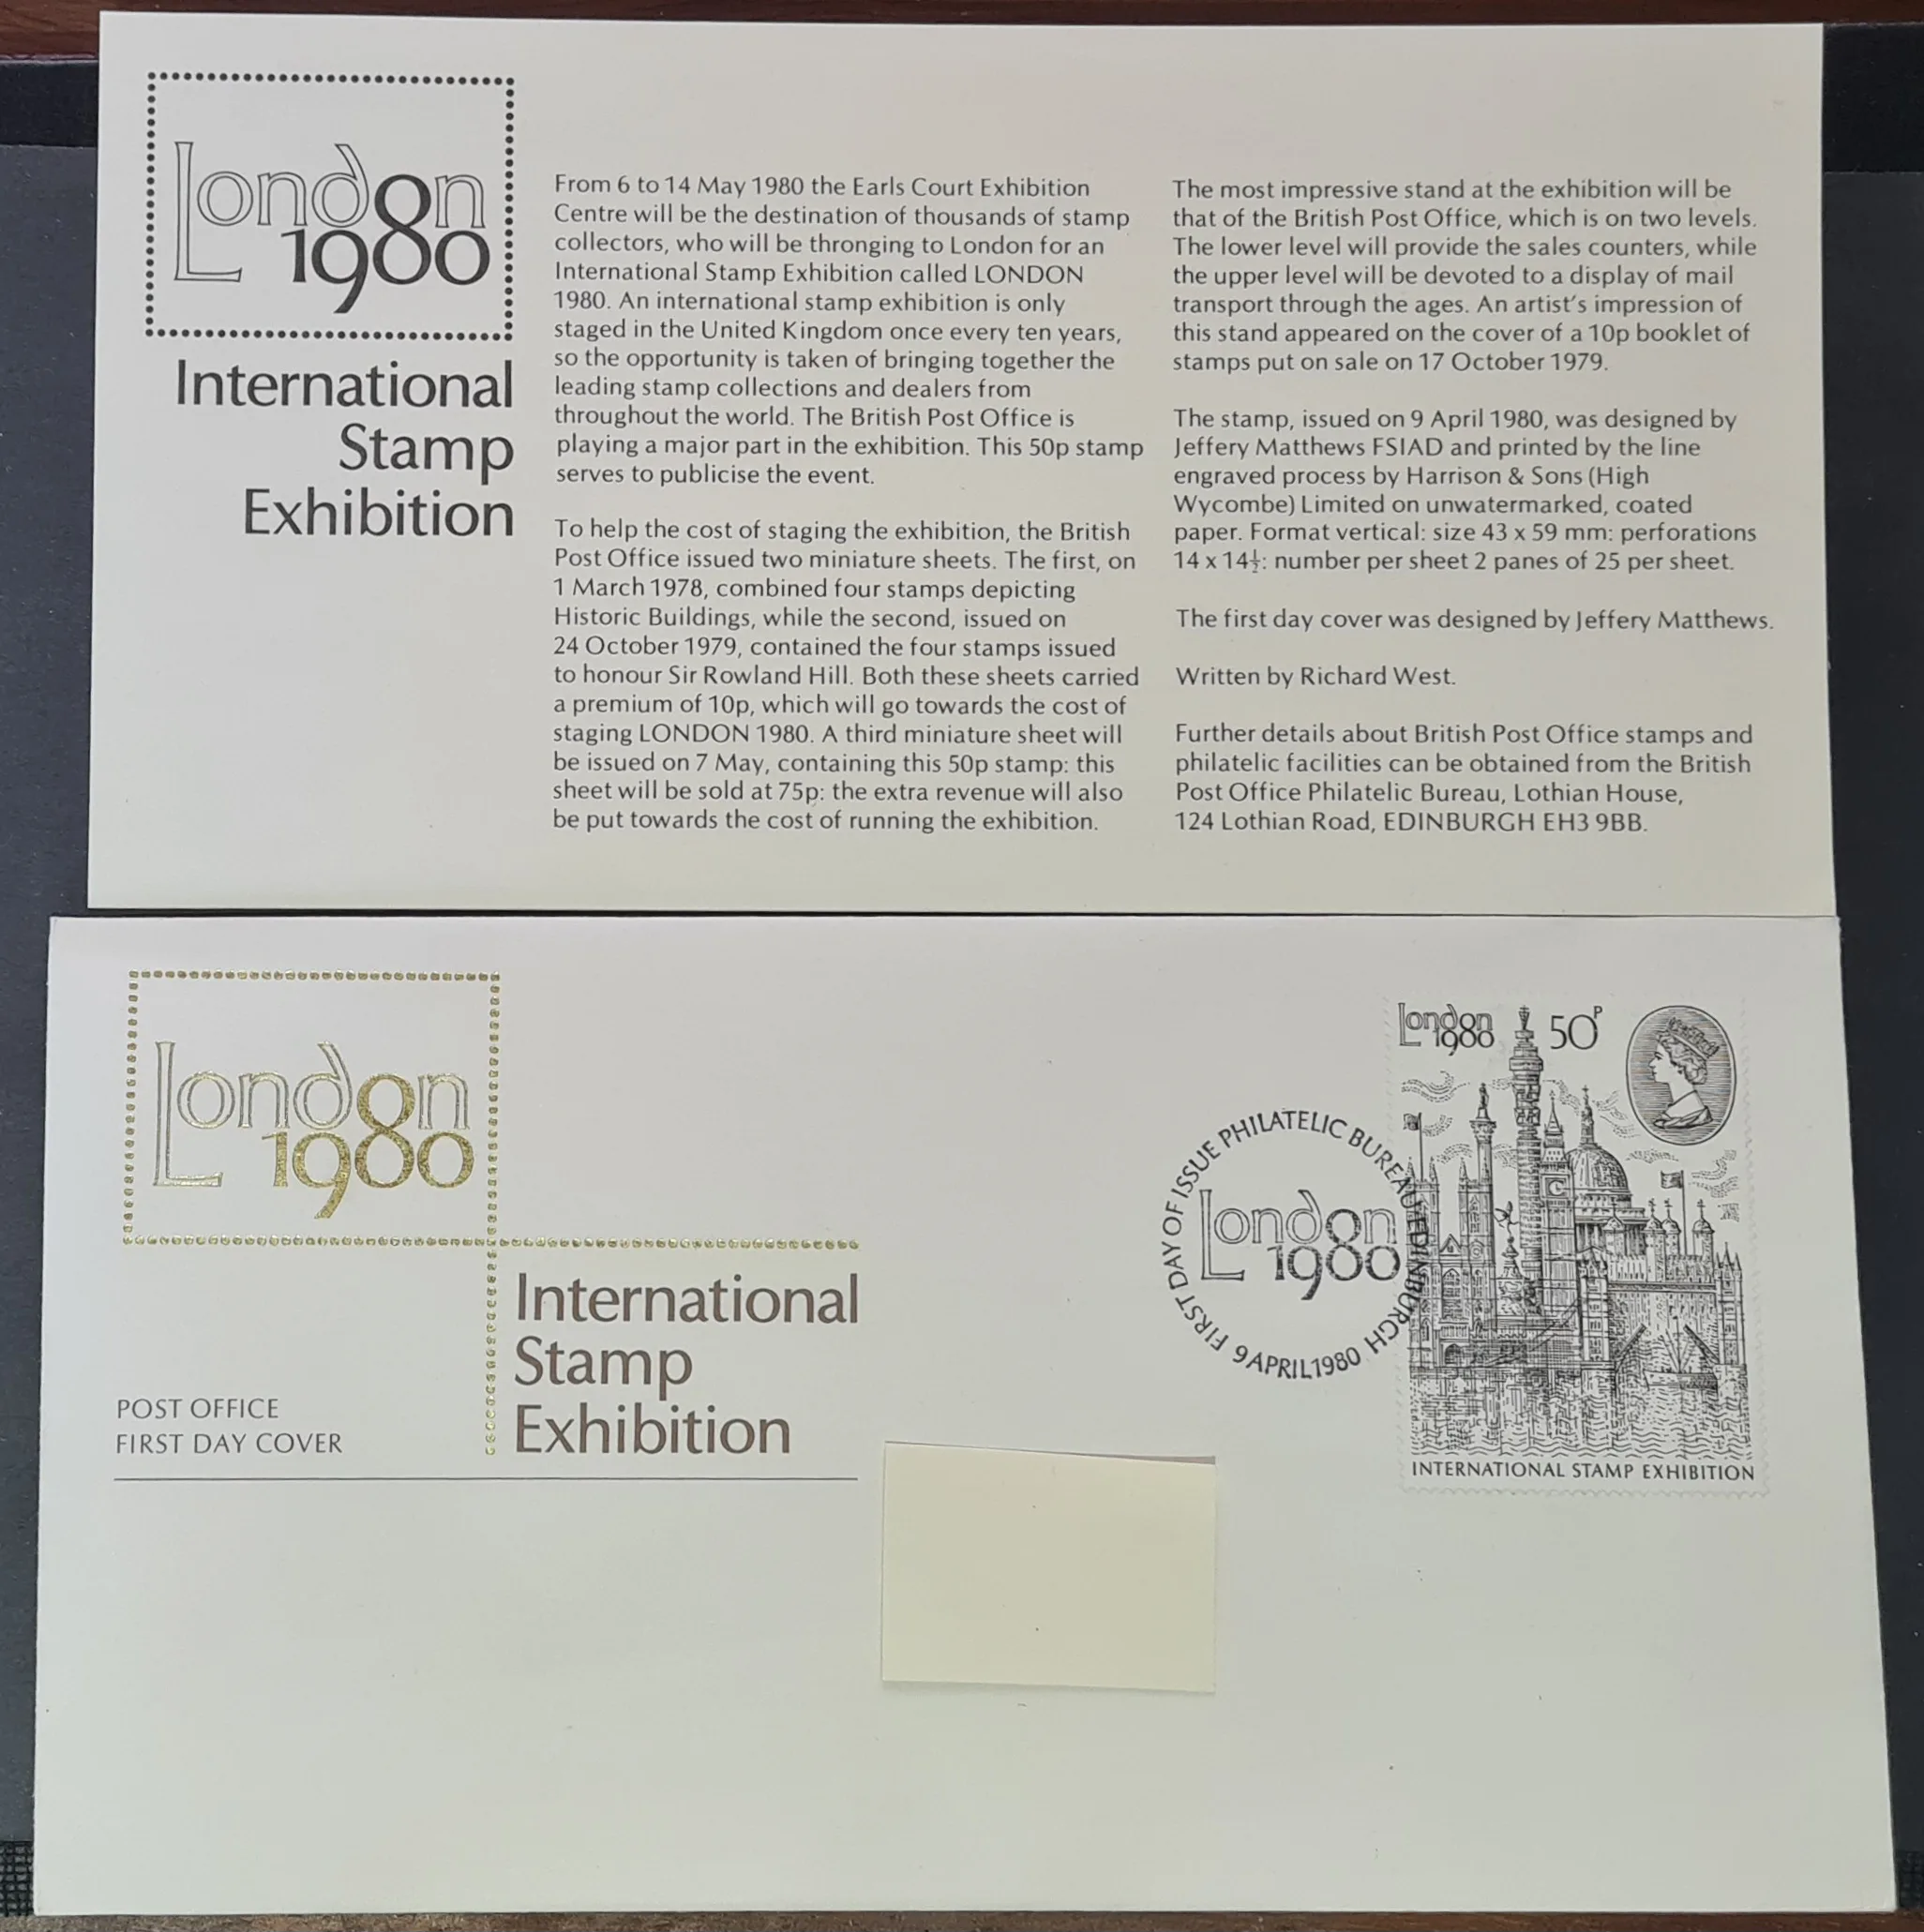 London
1980
International
Stamp
Exhibition
From 6 to 14 May 1980 the Earls Court Exhibition
Centre will be the destination of thousands of stamp
collectors, who will be thronging to London for an
International Stamp Exhibition called LONDON
1980. An international stamp exhibition is only
staged in the United Kingdom once every ten years,
so the opportunity is taken of bringing together the
leading stamp collections and dealers from
throughout the world. The British Post Office is
playing a major part in the exhibition. This 50p stamp
serves to publicise the event.
To help the cost of staging the exhibition, the British
Post Office issued two miniature sheets. The first, on
1 March 1978, combined four stamps depicting
Historic Buildings, while the second, issued on
24 October 1979, contained the four stamps issued
to honour Sir Rowland Hill. Both these sheets carried
a premium of 10p, which will go towards the cost of
staging LONDON 1980. A third miniature sheet will
be issued on 7 May, containing this 50p stamp: this
sheet will be sold at 75p: the extra revenue will also
be put towards the cost of running the exhibition.
The most impressive stand at the exhibition will be
that of the British Post Office, which is on two levels.
The lower level will provide the sales counters, while
the upper level will be devoted to a display of mail
transport through the ages. An artist's impression of
this stand appeared on the cover of a 10p booklet of
stamps put on sale on 17 October 1979.
The stamp, issued on 9 April 1980, was designed by
Jeffery Matthews FSIAD and printed by the line
engraved process by Harrison & Sons (High
Wycombe) Limited on unwatermarked, coated
paper. Format vertical: size 43 x 59 mm: perforations
14 x 14½: number per sheet 2 panes of 25 per sheet.
The first day cover was designed by Jeffery Matthews.
Written by Richard West.
Further details about British Post Office stamps and
philatelic facilities can be obtained from the British
Post Office Philatelic Bureau, Lothian House,
124 Lothian Road, EDINBURGH EH3 9BB.
London
1980
International
Stamp
Exhibition
POST OFFICE
FIRST DAY COVER
FIRST DAY OF ISSUE PHILATELIC BUREAU EDINBURGH
London
1980
9 APRIL 1980
London
1980
50P
INTERNATIONAL STAMP EXHIBITION